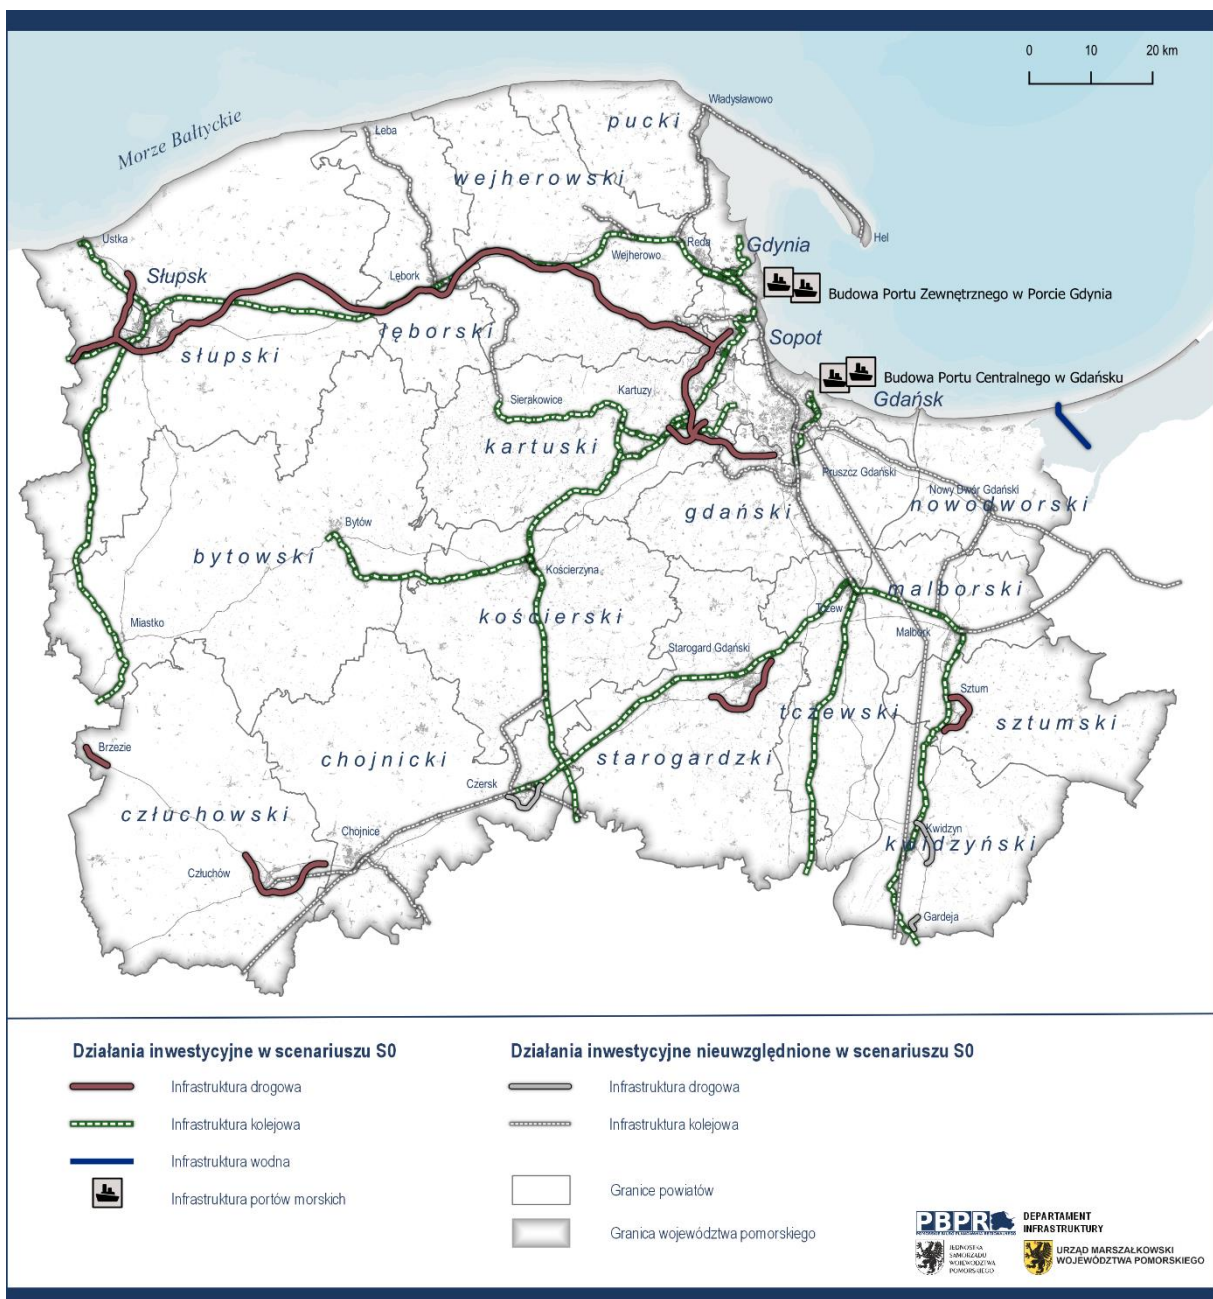 0 10 20 km
Morze Bałtyckie
Władysławowo
pucki
Łeba
wejherowski
Hel
Ustka
Reda
Gdynia
Wejherowo
Słupsk
Lębork
Budowa Portu Zewnętrznego w Porcie Gdynia
łęborski
Sopot
słupski
Budowa Portu Centralnego w Gdańsku
Kartuzy
Sierakowice
Gdańsk
kartuski
Pruszcz Gdański
Nowy Dwór Gdański
nowodworski
gdański
Bytów
bytowski
Kościerzyna
malborski
Tczew
kościerski
Miastko
Malbork
Starogard Gdański
Sztum
tczewski
sztumski
Brzezie
chojnicki
starogardzki
Czersk
człuchowski
Chojnice
Kwidzyn
kwidzyński
Człuchów
Gardeja
Działania inwestycyjne w scenariuszu S0
Infrastruktura drogowa
Infrastruktura kolejowa
Infrastruktura wodna
Infrastruktura portów morskich
Działania inwestycyjne nieuwzględnione w scenariuszu S0
Infrastruktura drogowa
Infrastruktura kolejowa
Granice powiatów
Granica województwa pomorskiego
PBPR
JEDNOSTKA
SAMORZĄDU
WOJEWÓDZTWA
POMORSKIEGO
DEPARTAMENT
INFRASTRUKTURY
URZĄD MARSZAŁKOWSKI
WOJEWÓDZTWA POMORSKIEGO